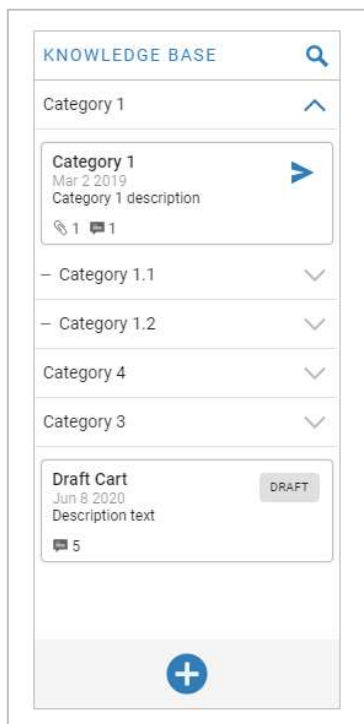 KNOWLEDGE BASE
Category 1
Category 1
Mar 2 2019
Category 1 description
1 1
– Category 1.1
– Category 1.2
Category 4
Category 3
Draft Cart
DRAFT
Jun 8 2020
Description text
5